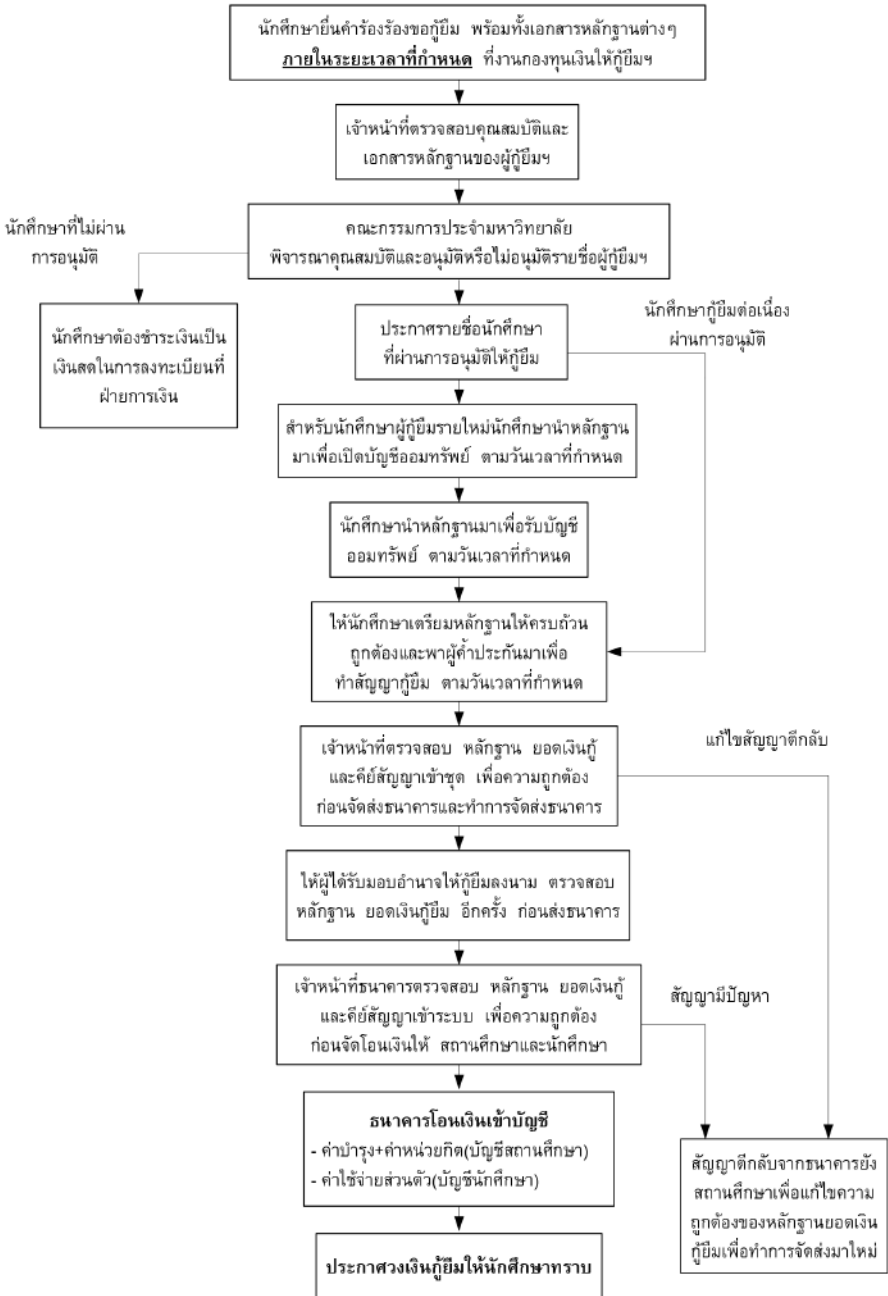 นักศึกษายื่นคำร้องร้องขอกู้ยืม พร้อมทั้งเอกสารหลักฐานต่างๆ
ภายในระยะเวลาที่กำหนด ที่งานกองทุนเงินให้กู้ยืมฯ
เจ้าหน้าที่ตรวจสอบคุณสมบัติและ
เอกสารหลักฐานของผู้กู้ยืมฯ
นักศึกษาที่ไม่ผ่าน
การอนุมัติ
คณะกรรมการประจำมหาวิทยาลัย
พิจารณาคุณสมบัติและอนุมัติหรือไม่อนุมัติรายชื่อผู้กู้ยืมฯ
นักศึกษาต้องชำระเงินเป็น
เงินสดในการลงทะเบียนที่
ฝ่ายการเงิน
ประกาศรายชื่อนักศึกษา
ที่ผ่านการอนุมัติให้กู้ยืม
นักศึกษากู้ยืมต่อเนื่อง
ผ่านการอนุมัติ
สำหรับนักศึกษาผู้กู้ยืมรายใหม่นักศึกษานำหลักฐาน
มาเพื่อเปิดบัญชีออมทรัพย์ ตามวันเวลาที่กำหนด
นักศึกษานำหลักฐานมาเพื่อรับบัญชี
ออมทรัพย์ ตามวันเวลาที่กำหนด
ให้นักศึกษาเตรียมหลักฐานให้ครบถ้วน
ถูกต้องและพาผู้ค้ำประกันมาเพื่อ
ทำสัญญากู้ยืม ตามวันเวลาที่กำหนด
เจ้าหน้าที่ตรวจสอบ หลักฐาน ยอดเงินกู้
และคีย์สัญญาเข้าชุด เพื่อความถูกต้อง
ก่อนจัดส่งธนาคารและทำการจัดส่งธนาคาร
แก้ไขสัญญาตีกลับ
ให้ผู้ได้รับมอบอำนาจให้กู้ยืมลงนาม ตรวจสอบ
หลักฐาน ยอดเงินกู้ยืม อีกครั้ง ก่อนส่งธนาคาร
เจ้าหน้าที่ธนาคารตรวจสอบ หลักฐาน ยอดเงินกู้
และคีย์สัญญาเข้าระบบ เพื่อความถูกต้อง
ก่อนจัดโอนเงินให้ สถานศึกษาและนักศึกษา
สัญญามีปัญหา
ธนาคารโอนเงินเข้าบัญชี
- ค่าบำรุง+ค่าหน่วยกิต(บัญชีสถานศึกษา)
- ค่าใช้จ่ายส่วนตัว(บัญชีนักศึกษา)
สัญญาตีกลับจากธนาคารยัง
สถานศึกษาเพื่อแก้ไขความ
ถูกต้องของหลักฐานยอดเงิน
กู้ยืมเพื่อทำการจัดส่งมาใหม่
ประกาศวงเงินกู้ยืมให้นักศึกษาทราบ